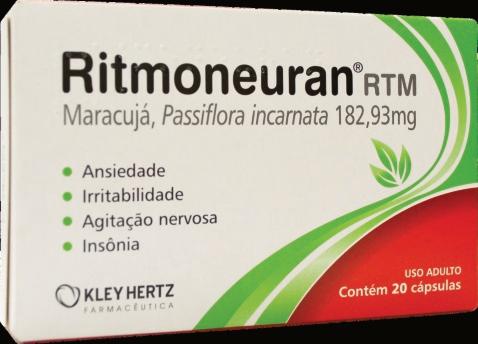 Ritmoneuran® RTM
Maracujá, Passiflora incarnata 182,93mg
Ansiedade
Irritabilidade
Agitação nervosa
Insônia
KLEY HERTZ
FARMACÊUTICA
USO ADULTO
Contém 20 cápsulas